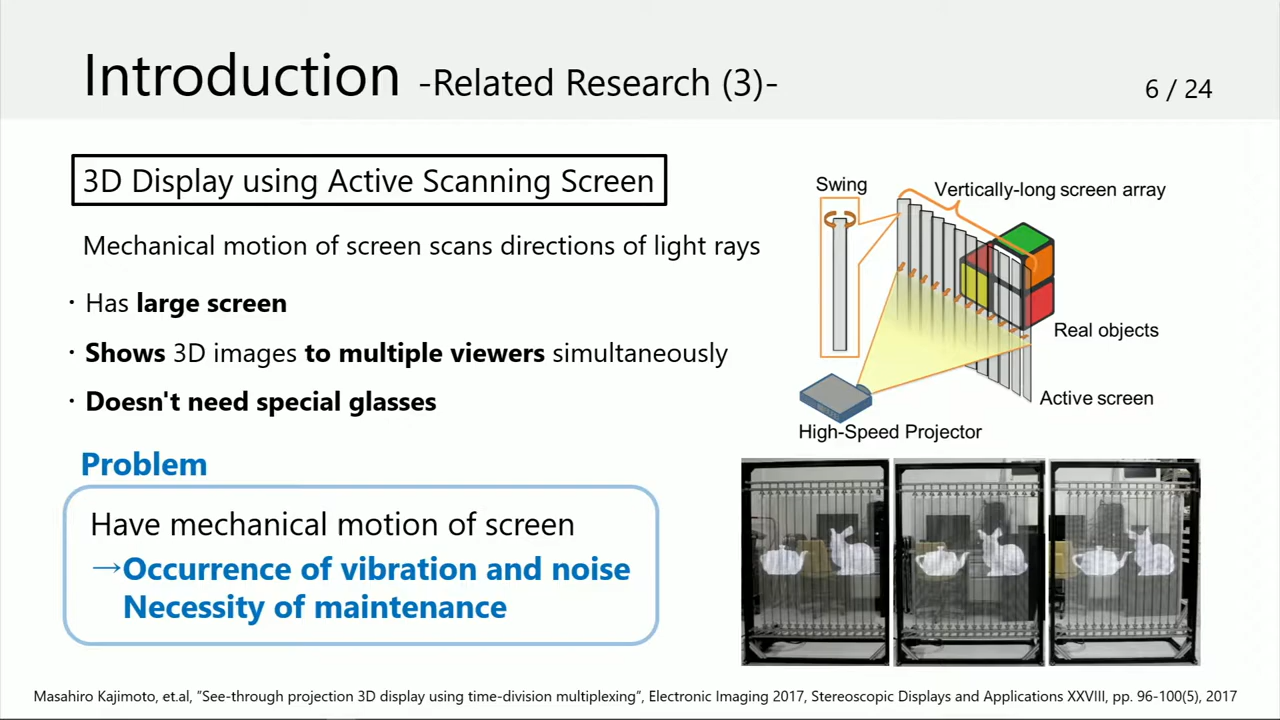 Introduction -Related Research (3)-
6 / 24
3D Display using Active Scanning Screen
Mechanical motion of screen scans directions of light rays
・Has large screen
・Shows 3D images to multiple viewers simultaneously
・Doesn't need special glasses
Problem
Have mechanical motion of screen
→Occurrence of vibration and noise
Necessity of maintenance
Swing
Vertically-long screen array
Real objects
Active screen
High-Speed Projector
Masahiro Kajimoto, et.al, "See-through projection 3D display using time-division multiplexing", Electronic Imaging 2017, Stereoscopic Displays and Applications XXVIII, pp. 96-100(5), 2017